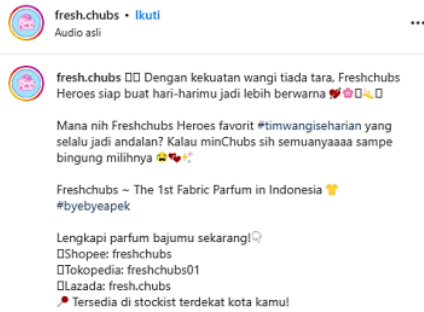 fresh.chubs • Ikuti
Audio asli
fresh.chubs Dengan kekuatan wangi tiada tara, Freshchubs
Heroes siap buat hari-harimu jadi lebih berwarna 💘🌸💫
Mana nih Freshchubs Heroes favorit #timwangiseharian yang
selalu jadi andalan? Kalau minChubs sih semuanyaaaa sampe
bingung milihnya 😭💕✨
Freshchubs ~ The 1st Fabric Parfum in Indonesia 👕
#byebyeapek
Lengkapi parfum bajumu sekarang!👇
Shopee: freshchubs
Tokopedia: freshchubs01
Lazada: fresh.chubs
📍 Tersedia di stockist terdekat kota kamu!